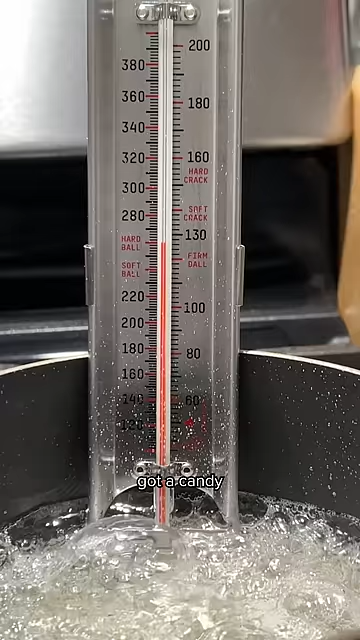 200
380
360
180
340
320
160
HARD
CRACK
300
280
SOFT
CRACK
130
HARD
BALL
FIRM
BALL
SOFT
BALL
220
100
200
180
80
160
140
60
120
got a candy